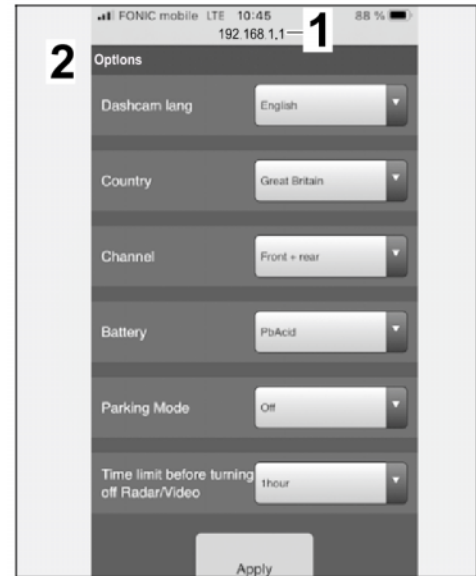 FONIC mobile LTE 10:45 88 %
192.168.1.1 1
2 Options
Dashcam lang English
Country Great Britain
Channel Front + rear
Battery PbAcid
Parking Mode Off
Time limit before turning
off Radar/Video 1hour
Apply